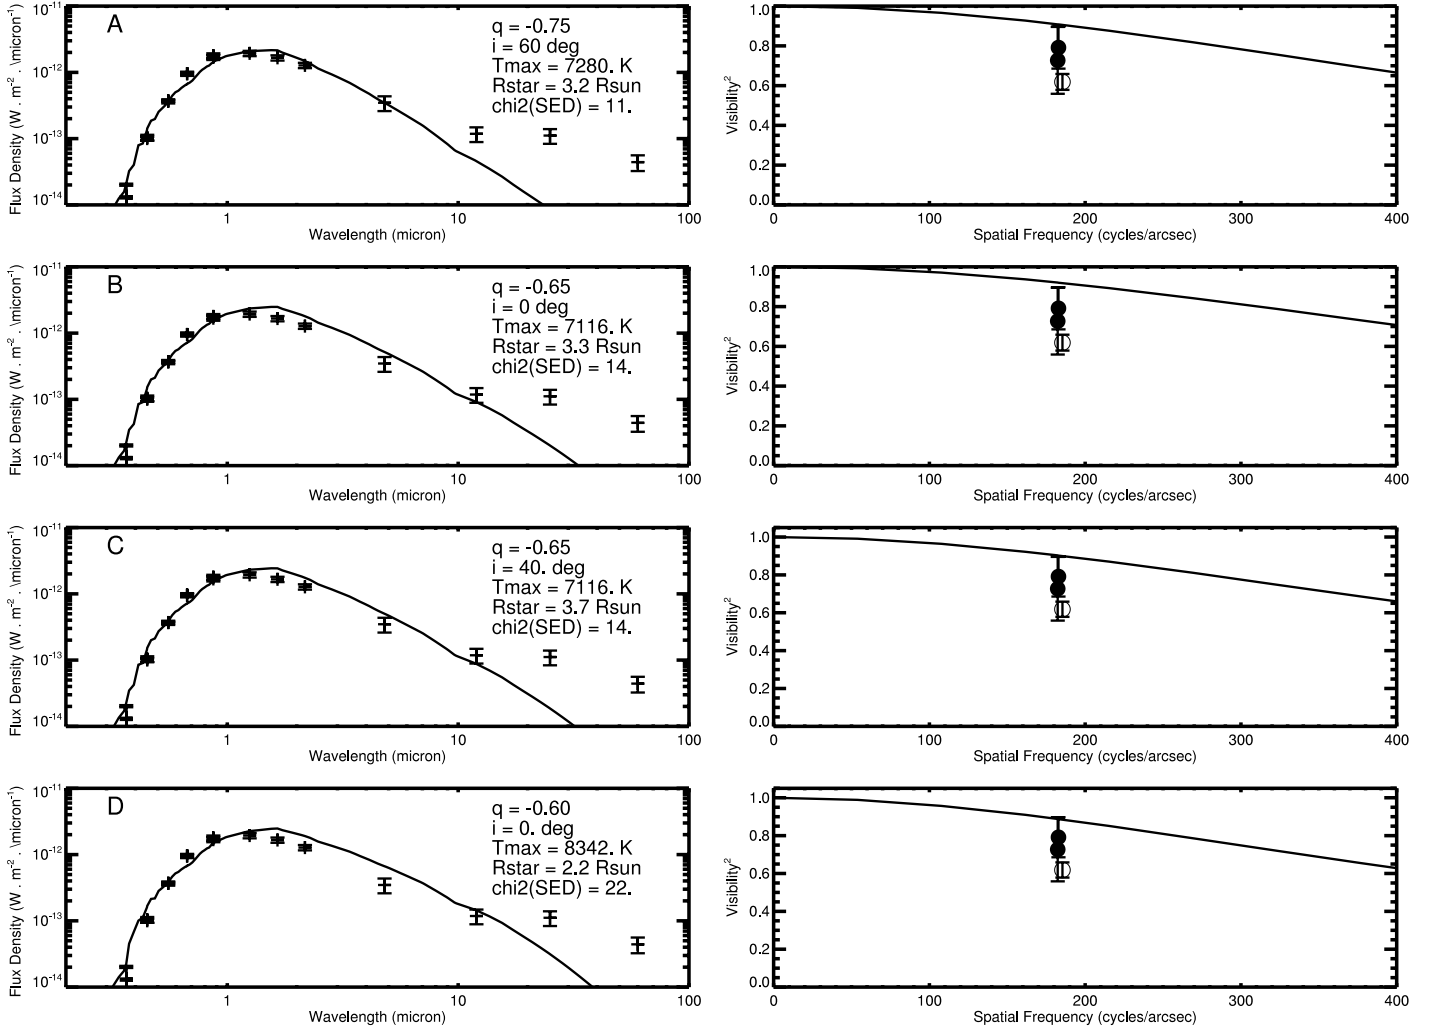 A
q = -0.75
i = 60 deg
Tmax = 7280. K
Rstar = 3.2 Rsun
chi2(SED) = 11.
Flux Density (W . m-2 . \micron-1)
10-11
10-12
10-13
10-14
1
10
100
Wavelength (micron)
Visibility2
1.0
0.8
0.6
0.4
0.2
0.0
0
100
200
300
400
Spatial Frequency (cycles/arcsec)
B
q = -0.65
i = 0 deg
Tmax = 7116. K
Rstar = 3.3 Rsun
chi2(SED) = 14.
Flux Density (W . m-2 . \micron-1)
10-11
10-12
10-13
10-14
1
10
100
Wavelength (micron)
Visibility2
1.0
0.8
0.6
0.4
0.2
0.0
0
100
200
300
400
Spatial Frequency (cycles/arcsec)
C
q = -0.65
i = 40. deg
Tmax = 7116. K
Rstar = 3.7 Rsun
chi2(SED) = 14.
Flux Density (W . m-2 . \micron-1)
10-11
10-12
10-13
10-14
1
10
100
Wavelength (micron)
Visibility2
1.0
0.8
0.6
0.4
0.2
0.0
0
100
200
300
400
Spatial Frequency (cycles/arcsec)
D
q = -0.60
i = 0. deg
Tmax = 8342. K
Rstar = 2.2 Rsun
chi2(SED) = 22.
Flux Density (W . m-2 . \micron-1)
10-11
10-12
10-13
10-14
1
10
100
Wavelength (micron)
Visibility2
1.0
0.8
0.6
0.4
0.2
0.0
0
100
200
300
400
Spatial Frequency (cycles/arcsec)